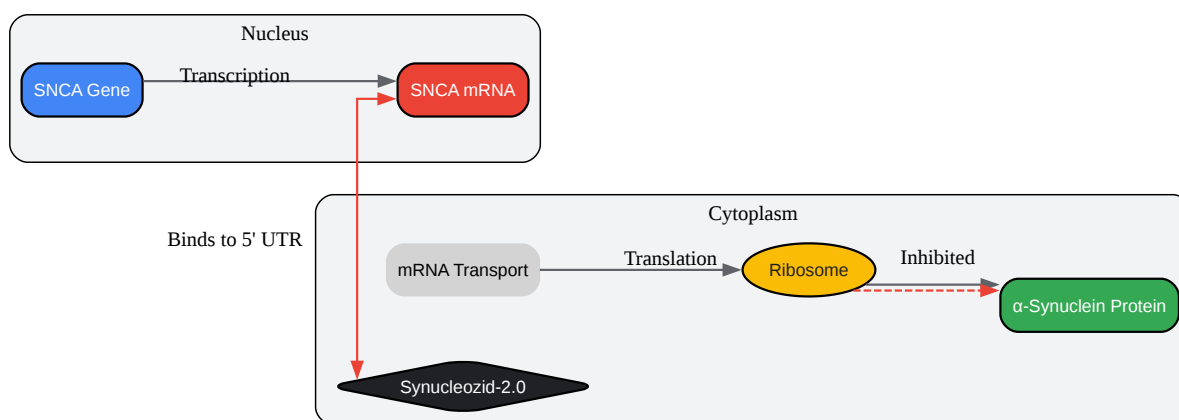 Nucleus
SNCA Gene
Transcription
SNCA mRNA
Binds to 5' UTR
Cytoplasm
mRNA Transport
Translation
Ribosome
Inhibited
α-Synuclein Protein
Synucleozid-2.0